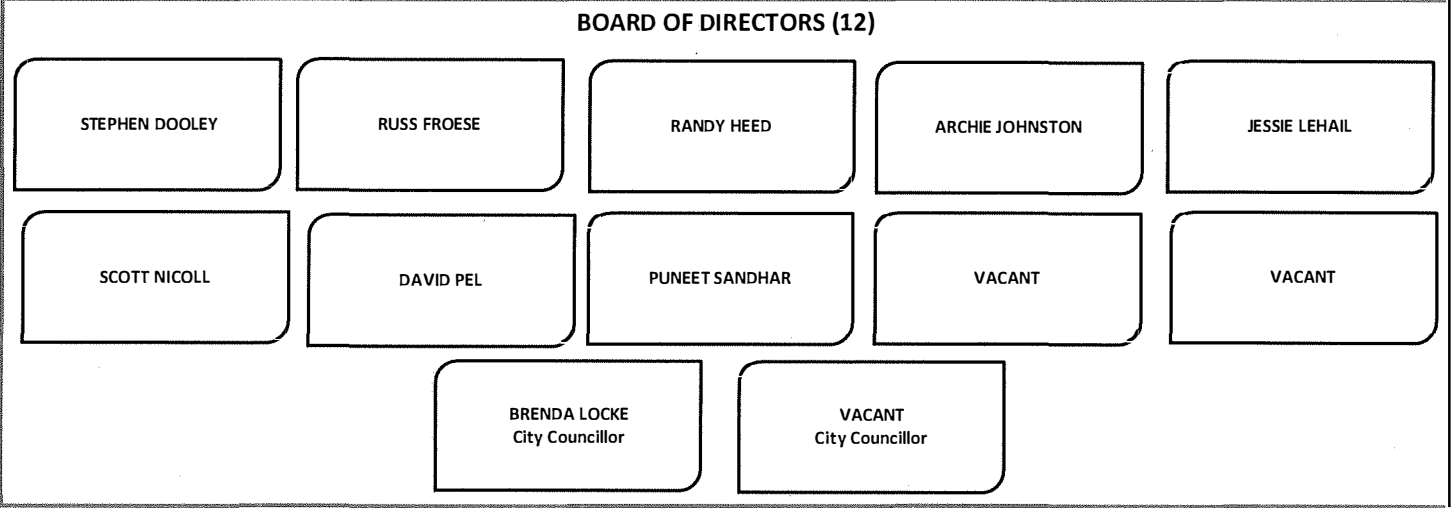 BOARD OF DIRECTORS (12)
STEPHEN DOOLEY
RUSS FROESE
RANDY HEED
ARCHIE JOHNSTON
JESSIE LEHAIL
SCOTT NICOLL
DAVID PEL
PUNEET SANDHAR
VACANT
VACANT
BRENDA LOCKE
City Councillor
VACANT
City Councillor